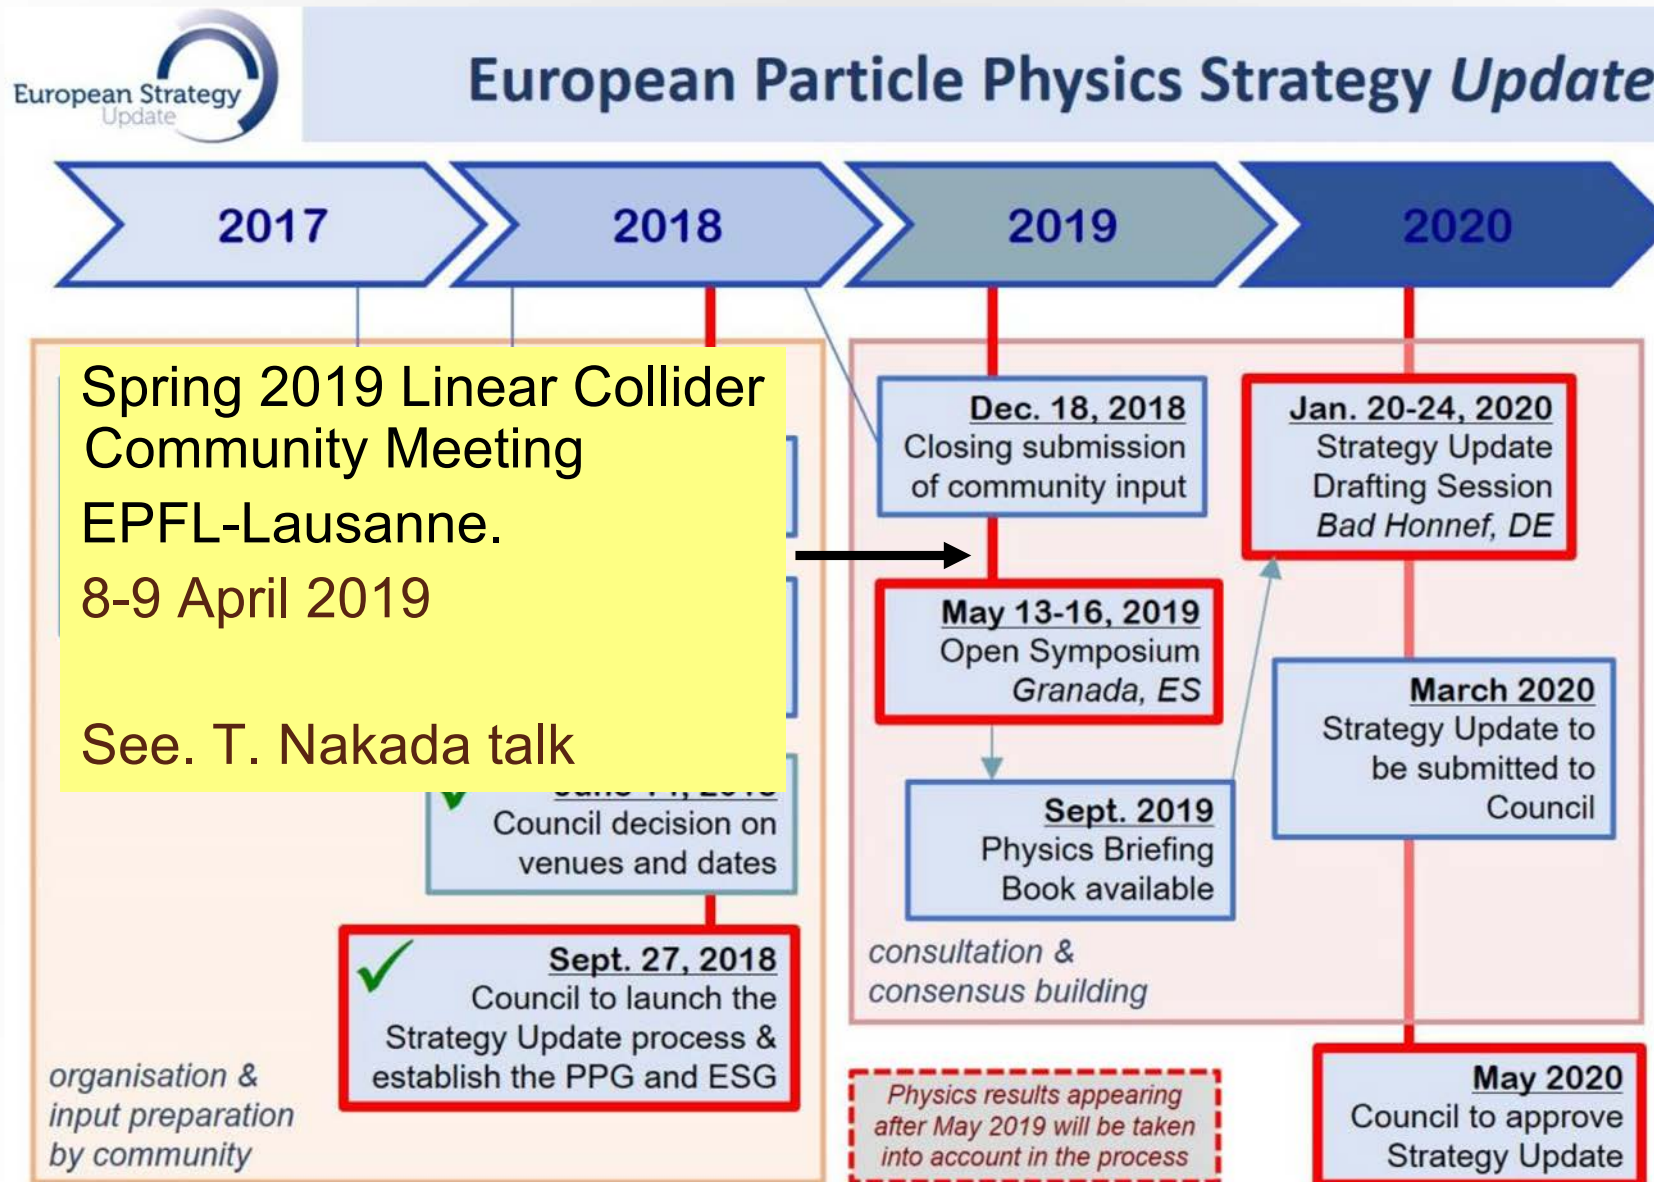 European Strategy
Update
European Particle Physics Strategy Update
2017
2018
2019
2020
Spring 2019 Linear Collider
Community Meeting
EPFL-Lausanne.
8-9 April 2019
See. T. Nakada talk
Council decision on
venues and dates
Sept. 27, 2018
Council to launch the
Strategy Update process &
establish the PPG and ESG
organisation &
input preparation
by community
Dec. 18, 2018
Closing submission
of community input
May 13-16, 2019
Open Symposium
Granada, ES
Sept. 2019
Physics Briefing
Book available
consultation &
consensus building
Physics results appearing
after May 2019 will be taken
into account in the process
Jan. 20-24, 2020
Strategy Update
Drafting Session
Bad Honnef, DE
March 2020
Strategy Update to
be submitted to
Council
May 2020
Council to approve
Strategy Update